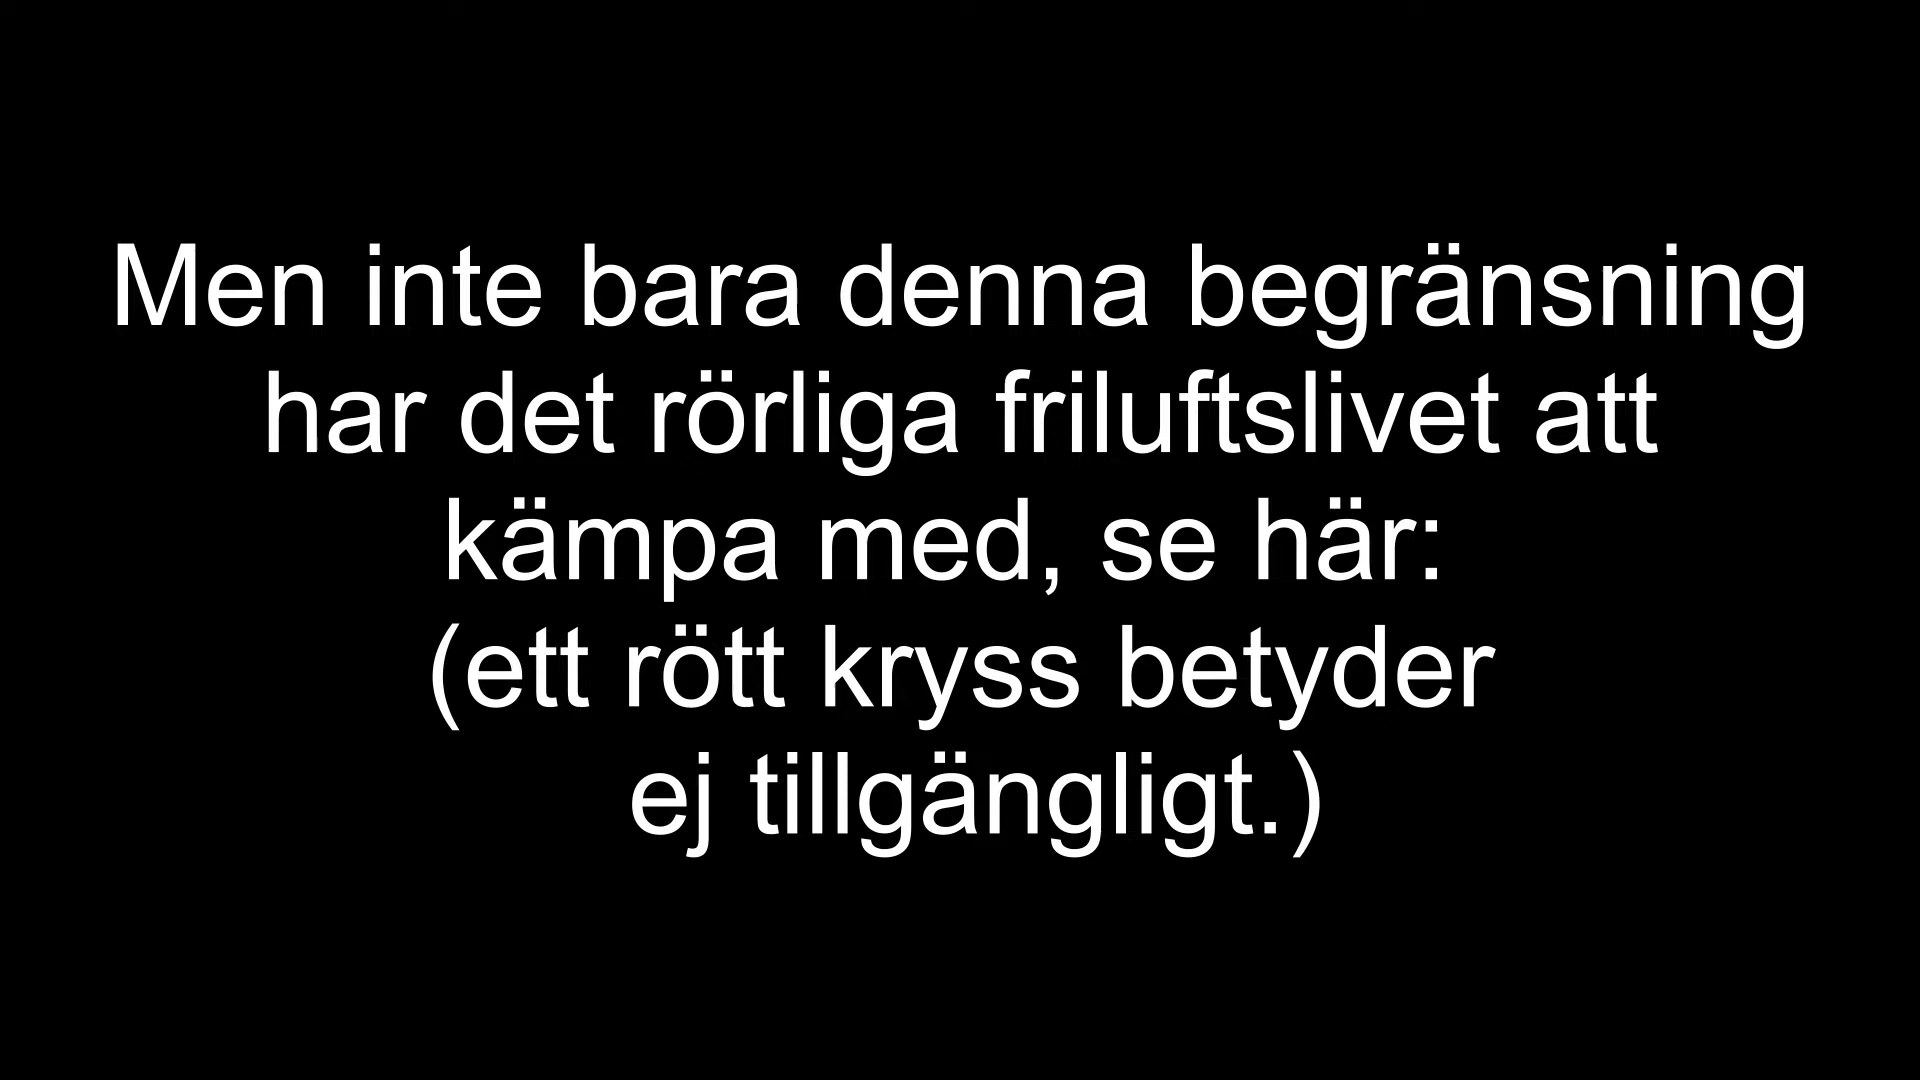 Men inte bara denna begränsning
har det rörliga friluftslivet att
kämpa med, se här:
(ett rött kryss betyder
ej tillgängligt.)